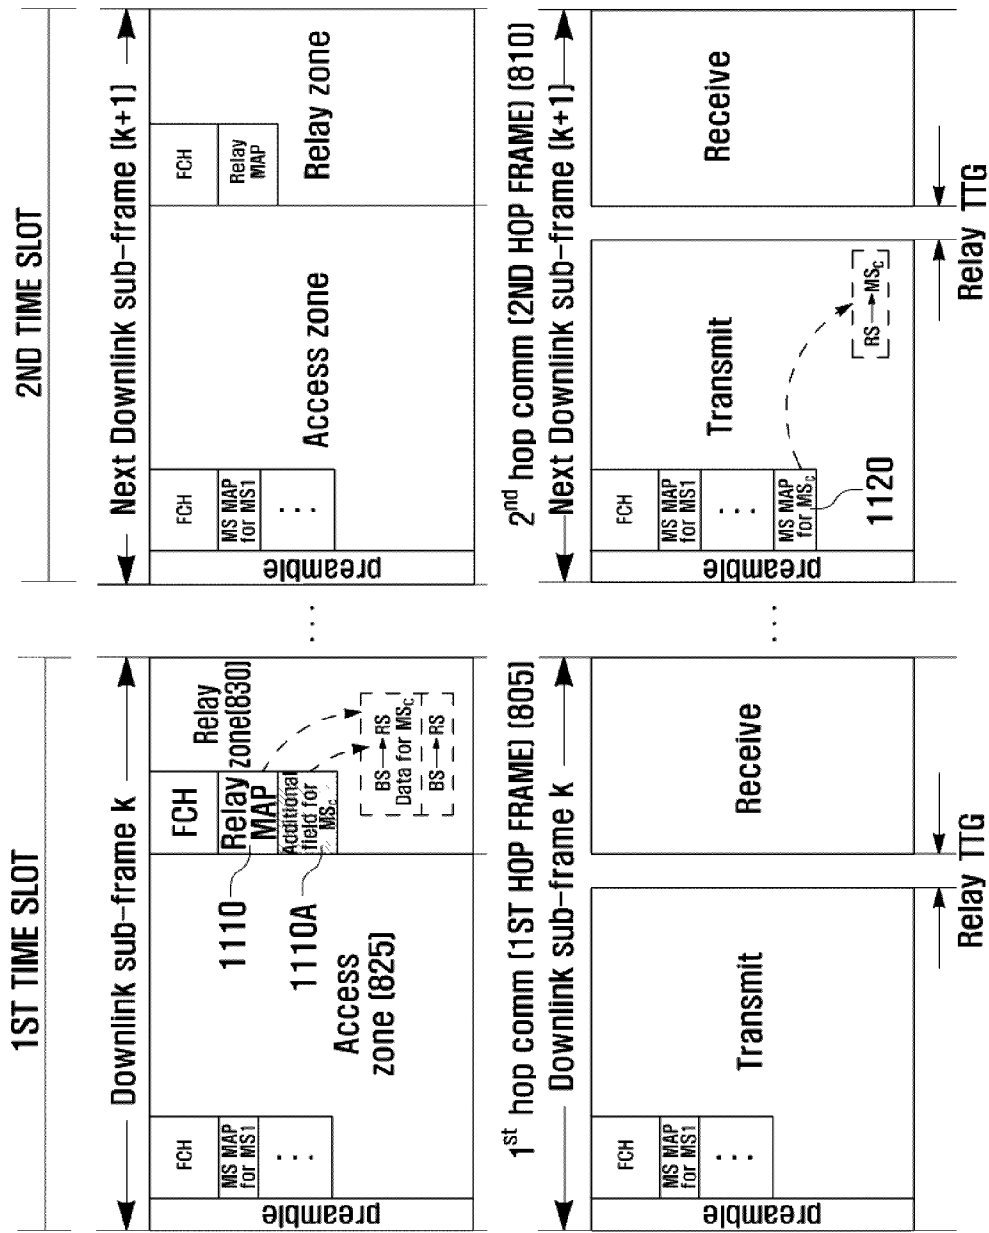 1ST TIME SLOT
2ND TIME SLOT
Downlink sub-frame k
Next Downlink sub-frame (k+1)
preamble
FCH
MS MAP
for MS1
...
Access
zone (825)
1110
1110A
FCH
Relay
MAP
Additional
field for
MSc
Relay
zone(830)
BS → RS
Data for MSc
BS → RS
...
preamble
FCH
MS MAP
for MS1
...
Access zone
FCH
Relay
MAP
Relay zone
1st hop comm (1ST HOP FRAME) (805)
Downlink sub-frame k
2nd hop comm (2ND HOP FRAME) (810)
Next Downlink sub-frame (k+1)
preamble
FCH
MS MAP
for MS1
...
Transmit
Receive
Relay TTG
...
preamble
FCH
MS MAP
for MS1
...
MS MAP
for MSc
1120
Transmit
RS → MSc
Receive
Relay TTG